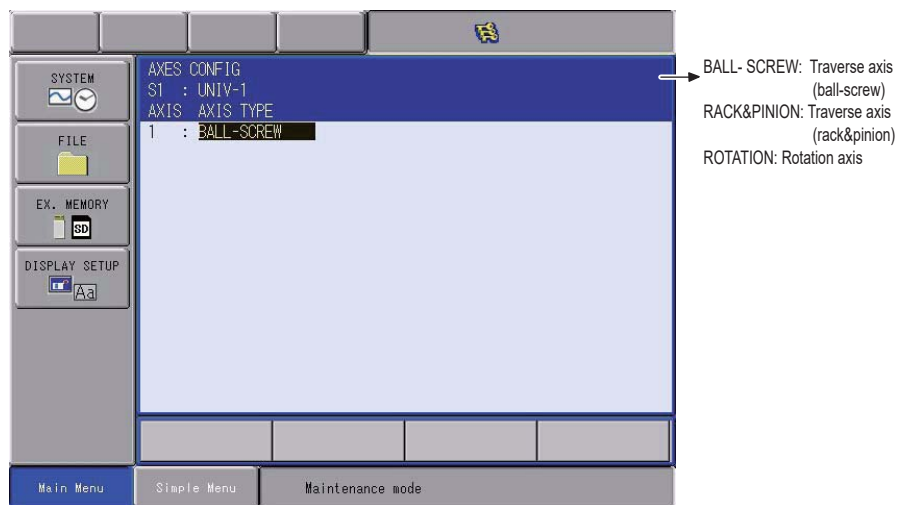 SYSTEM
FILE
EX. MEMORY
SD
DISPLAY SETUP
Aa
AXES CONFIG
S1 : UNIV-1
AXIS AXIS TYPE
1 : BALL-SCREW
BALL- SCREW: Traverse axis
(ball-screw)
RACK&PINION: Traverse axis
(rack&pinion)
ROTATION: Rotation axis
Main Menu
Simple Menu
Maintenance mode